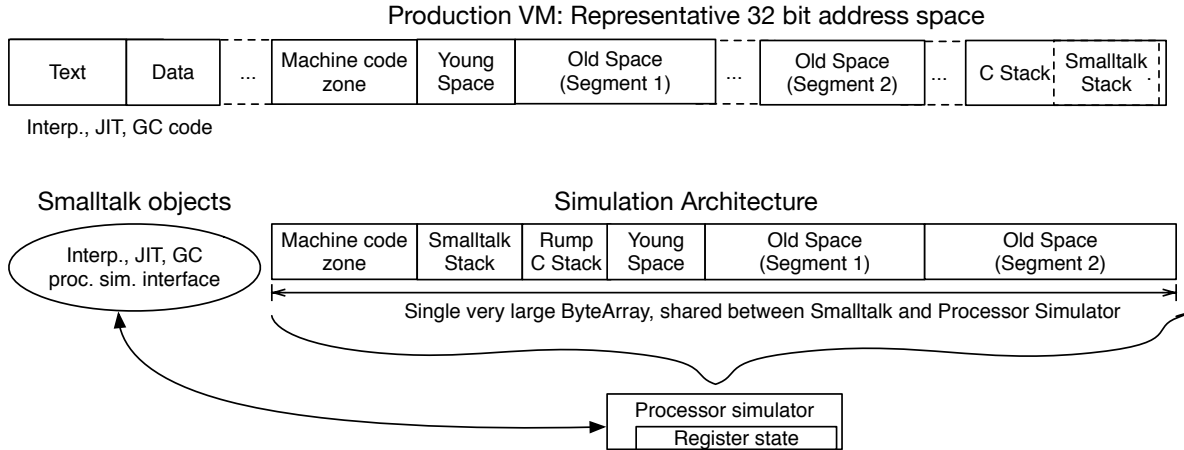 Production VM: Representative 32 bit address space
Text
Data
...
Machine code
zone
Young
Space
Old Space
(Segment 1)
...
Old Space
(Segment 2)
...
C Stack
Smalltalk
Stack
.
Interp., JIT, GC code
Smalltalk objects
Simulation Architecture
Interp., JIT, GC
proc. sim. interface
Machine code
zone
Smalltalk
Stack
Rump
C Stack
Young
Space
Old Space
(Segment 1)
Old Space
(Segment 2)
Single very large ByteArray, shared between Smalltalk and Processor Simulator
Processor simulator
Register state